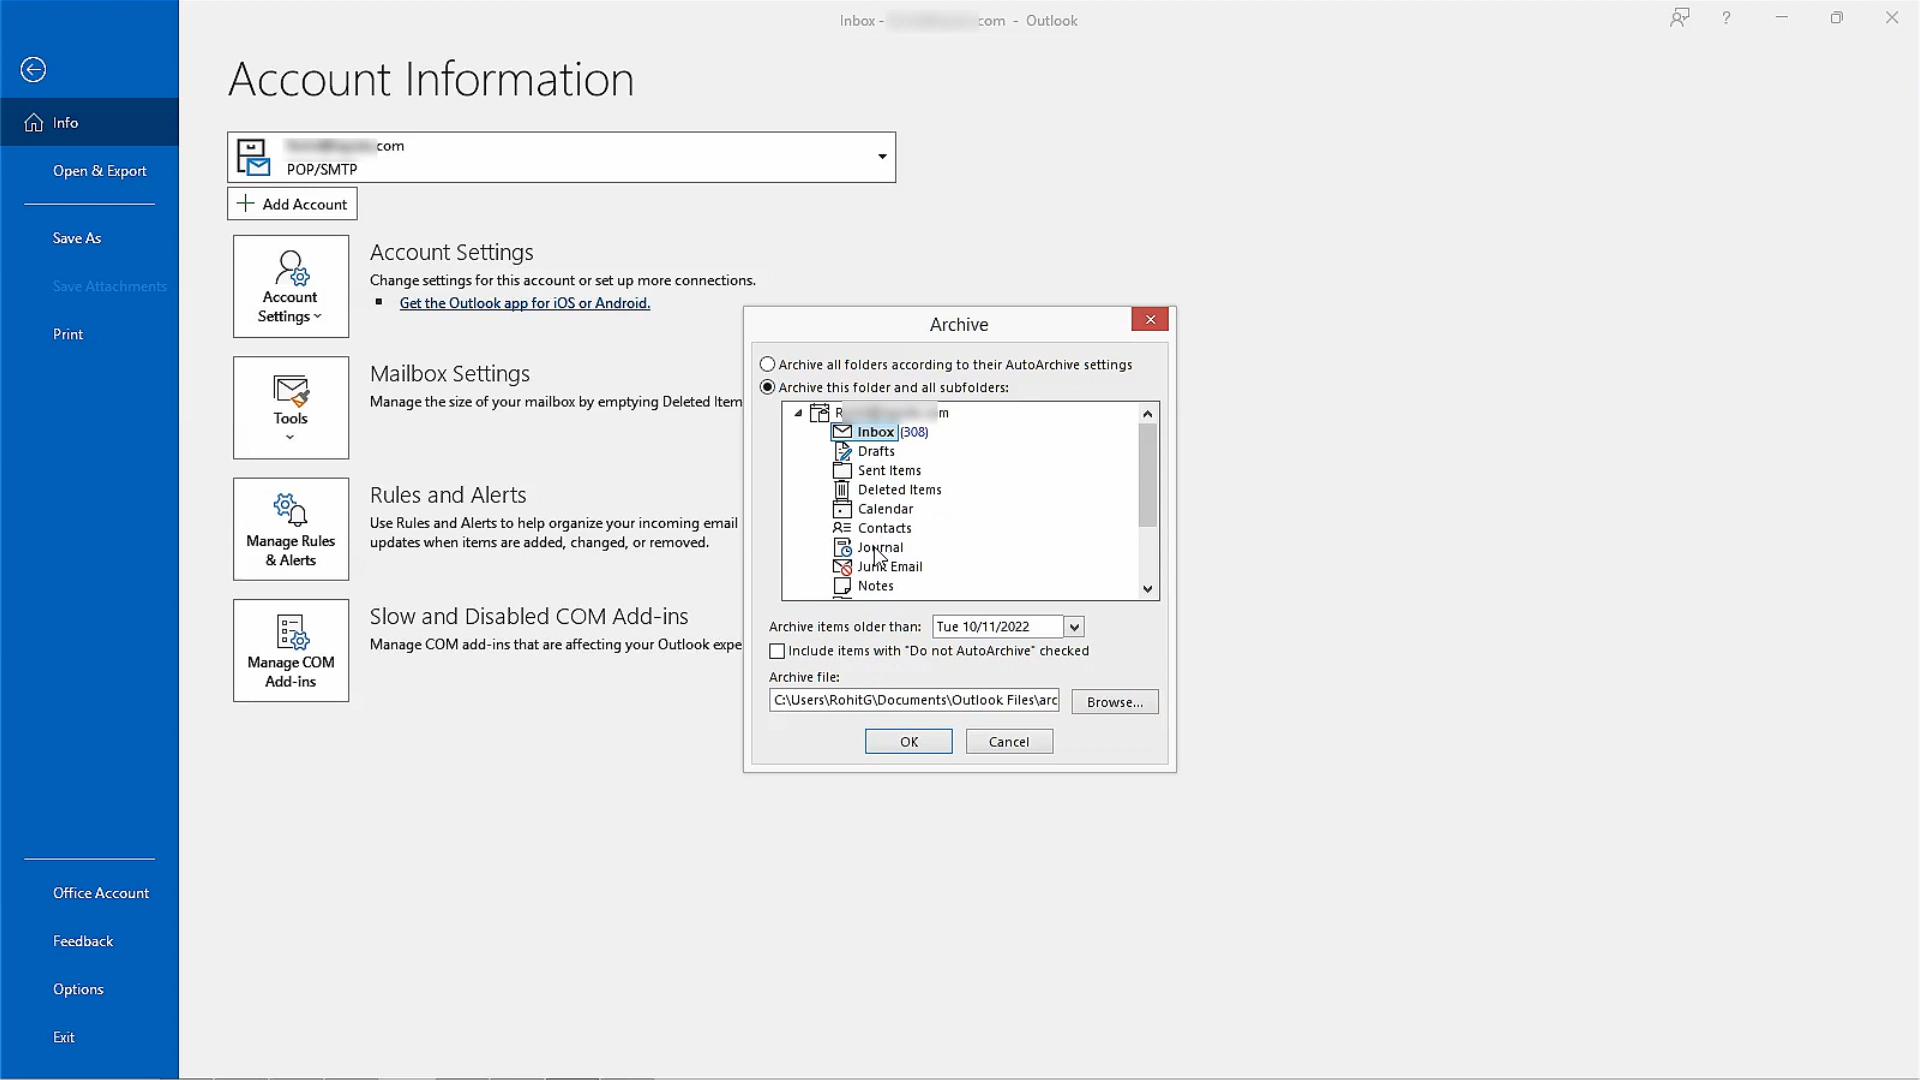 Inbox - com - Outlook
?
Account Information
Info
com
POP/SMTP
Open & Export
Add Account
Save As
Account Settings
Change settings for this account or set up more connections.
Get the Outlook app for iOS or Android.
Account
Settings
Save Attachments
Print
Mailbox Settings
Manage the size of your mailbox by emptying Deleted Item
Tools
Rules and Alerts
Use Rules and Alerts to help organize your incoming email
updates when items are added, changed, or removed.
Manage Rules
& Alerts
Slow and Disabled COM Add-ins
Manage COM add-ins that are affecting your Outlook expe
Manage COM
Add-ins
Archive
Archive all folders according to their AutoArchive settings
Archive this folder and all subfolders:
R m
Inbox (308)
Drafts
Sent Items
Deleted Items
Calendar
Contacts
Journal
Junk Email
Notes
Archive items older than: Tue 10/11/2022
Include items with "Do not AutoArchive" checked
Archive file:
C:\Users\RohitG\Documents\Outlook Files\arc
Browse...
OK
Cancel
Office Account
Feedback
Options
Exit